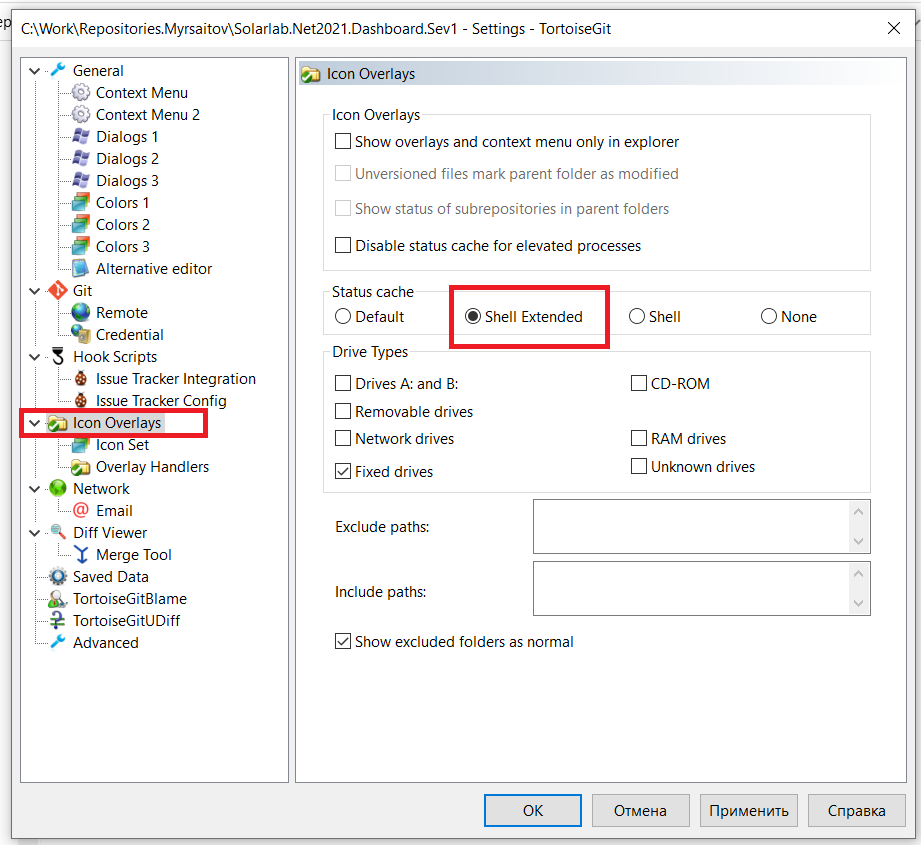 C:\Work\Repositories.Myrsaitov\Solarlab.Net2021.Dashboard.Sev1 - Settings - TortoiseGit
General
Context Menu
Context Menu 2
Dialogs 1
Dialogs 2
Dialogs 3
Colors 1
Colors 2
Colors 3
Alternative editor
Git
Remote
Credential
Hook Scripts
Issue Tracker Integration
Issue Tracker Config
Icon Overlays
Icon Set
Overlay Handlers
Network
Email
Diff Viewer
Merge Tool
Saved Data
TortoiseGitBlame
TortoiseGitUDiff
Advanced
Icon Overlays
Icon Overlays
Show overlays and context menu only in explorer
Unversioned files mark parent folder as modified
Show status of subrepositories in parent folders
Disable status cache for elevated processes
Status cache
Default Shell Extended Shell None
Drive Types
Drives A: and B: CD-ROM
Removable drives
Network drives RAM drives
Fixed drives Unknown drives
Exclude paths:
Include paths:
Show excluded folders as normal
OK Отмена Применить Справка